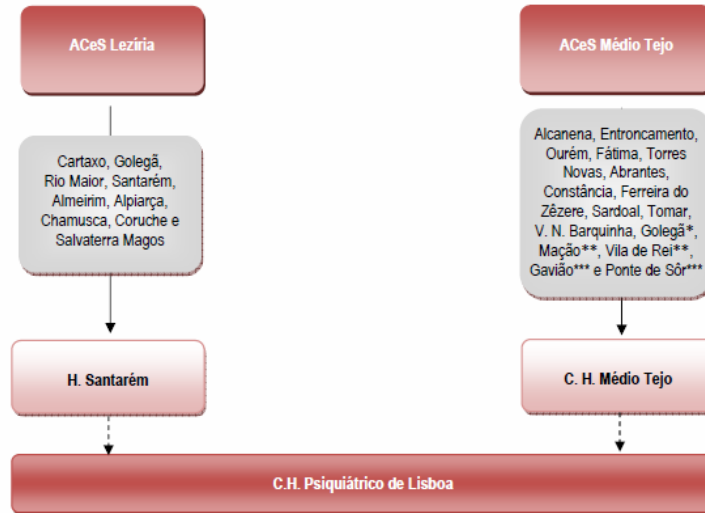 ACeS Lezíria
ACeS Médio Tejo
Cartaxo, Golegã,
Rio Maior, Santarém,
Almeirim, Alpiarça,
Chamusca, Coruche e
Salvaterra Magos
Alcanena, Entroncamento,
Ourém, Fátima, Torres
Novas, Abrantes,
Constância, Ferreira do
Zêzere, Sardoal, Tomar,
V. N. Barquinha, Golegã*,
Mação**, Vila de Rei**,
Gavião*** e Ponte de Sôr***
H. Santarém
C. H. Médio Tejo
C.H. Psiquiátrico de Lisboa